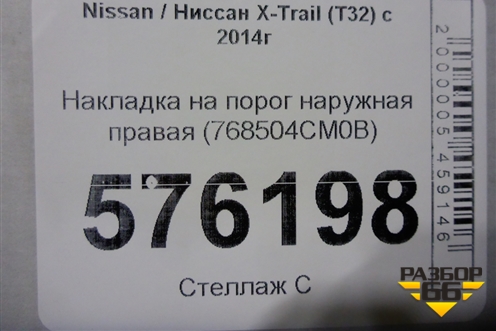 Nissan / Ниссан X-Trail (T32) с
2014г
Накладка на порог наружная
правая (768504CM0B)
576198
Стеллаж С
2000005459146
РАЗБОР
66